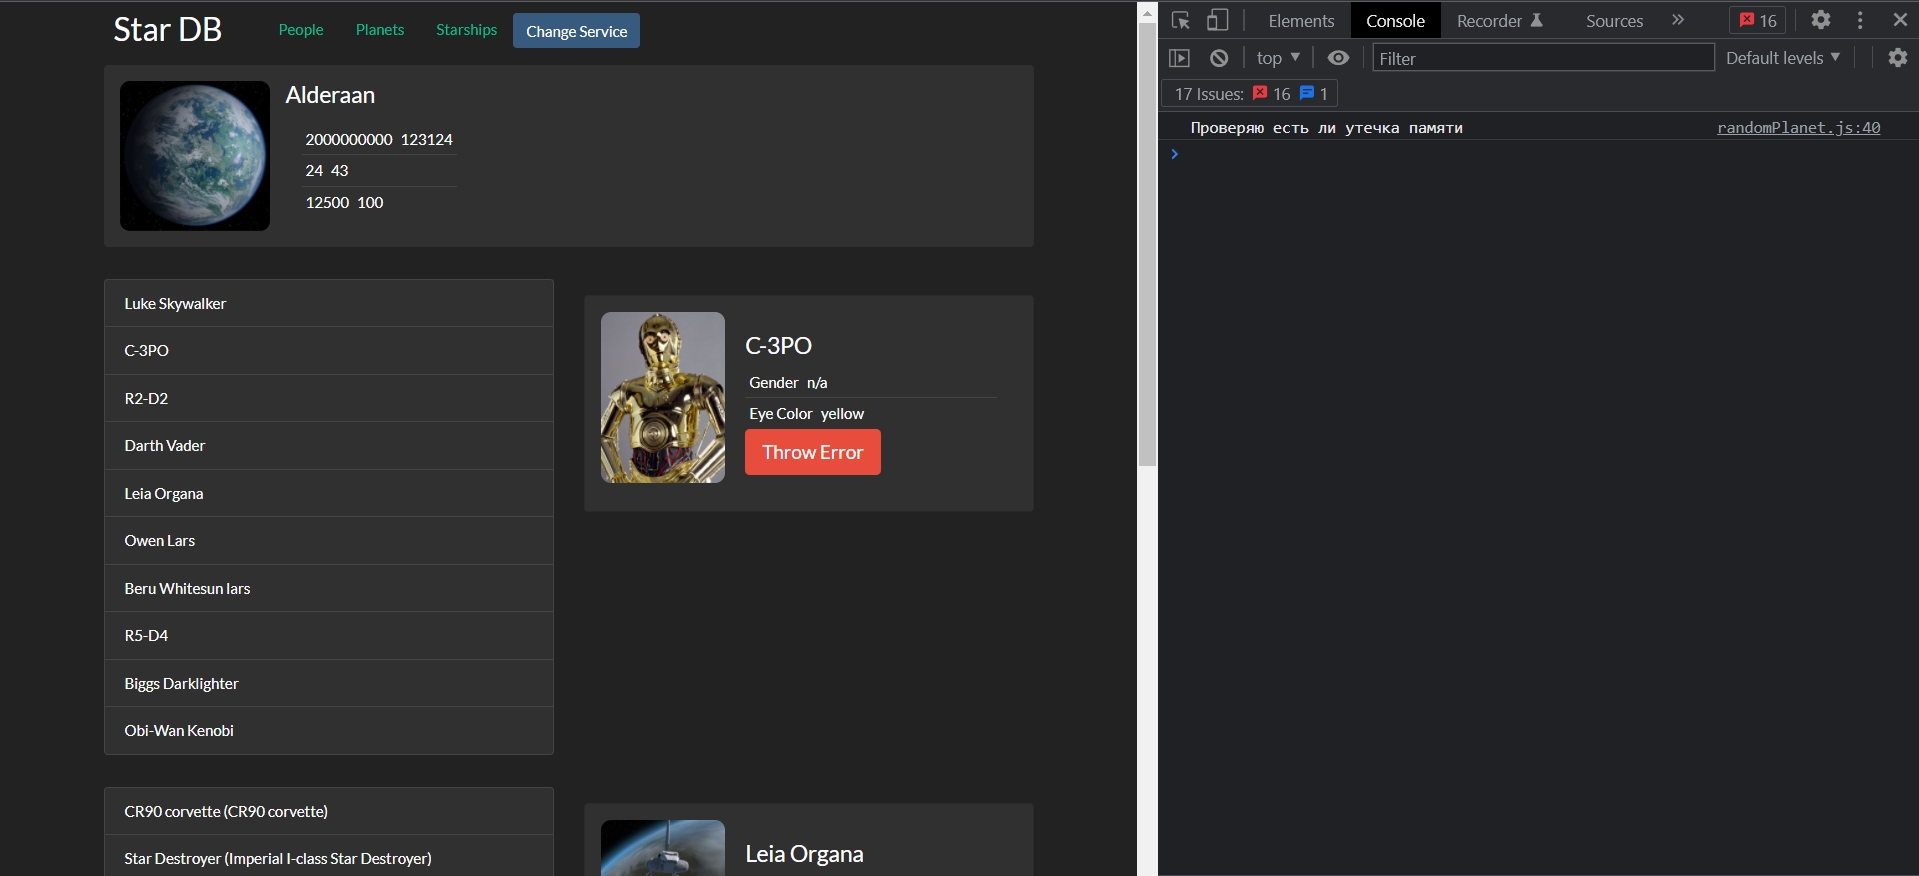 Star DB People Planets Starships Change Service
Alderaan
2000000000 123124
24 43
12500 100
Luke Skywalker
C-3PO
R2-D2
Darth Vader
Leia Organa
Owen Lars
Beru Whitesun lars
R5-D4
Biggs Darklighter
Obi-Wan Kenobi
C-3PO
Gender n/a
Eye Color yellow
Throw Error
CR90 corvette (CR90 corvette)
Star Destroyer (Imperial I-class Star Destroyer)
Leia Organa
Elements Console Recorder Sources 16
top Filter Default levels
17 Issues: 16 1
Проверяю есть ли утечка памяти randomPlanet.js:40